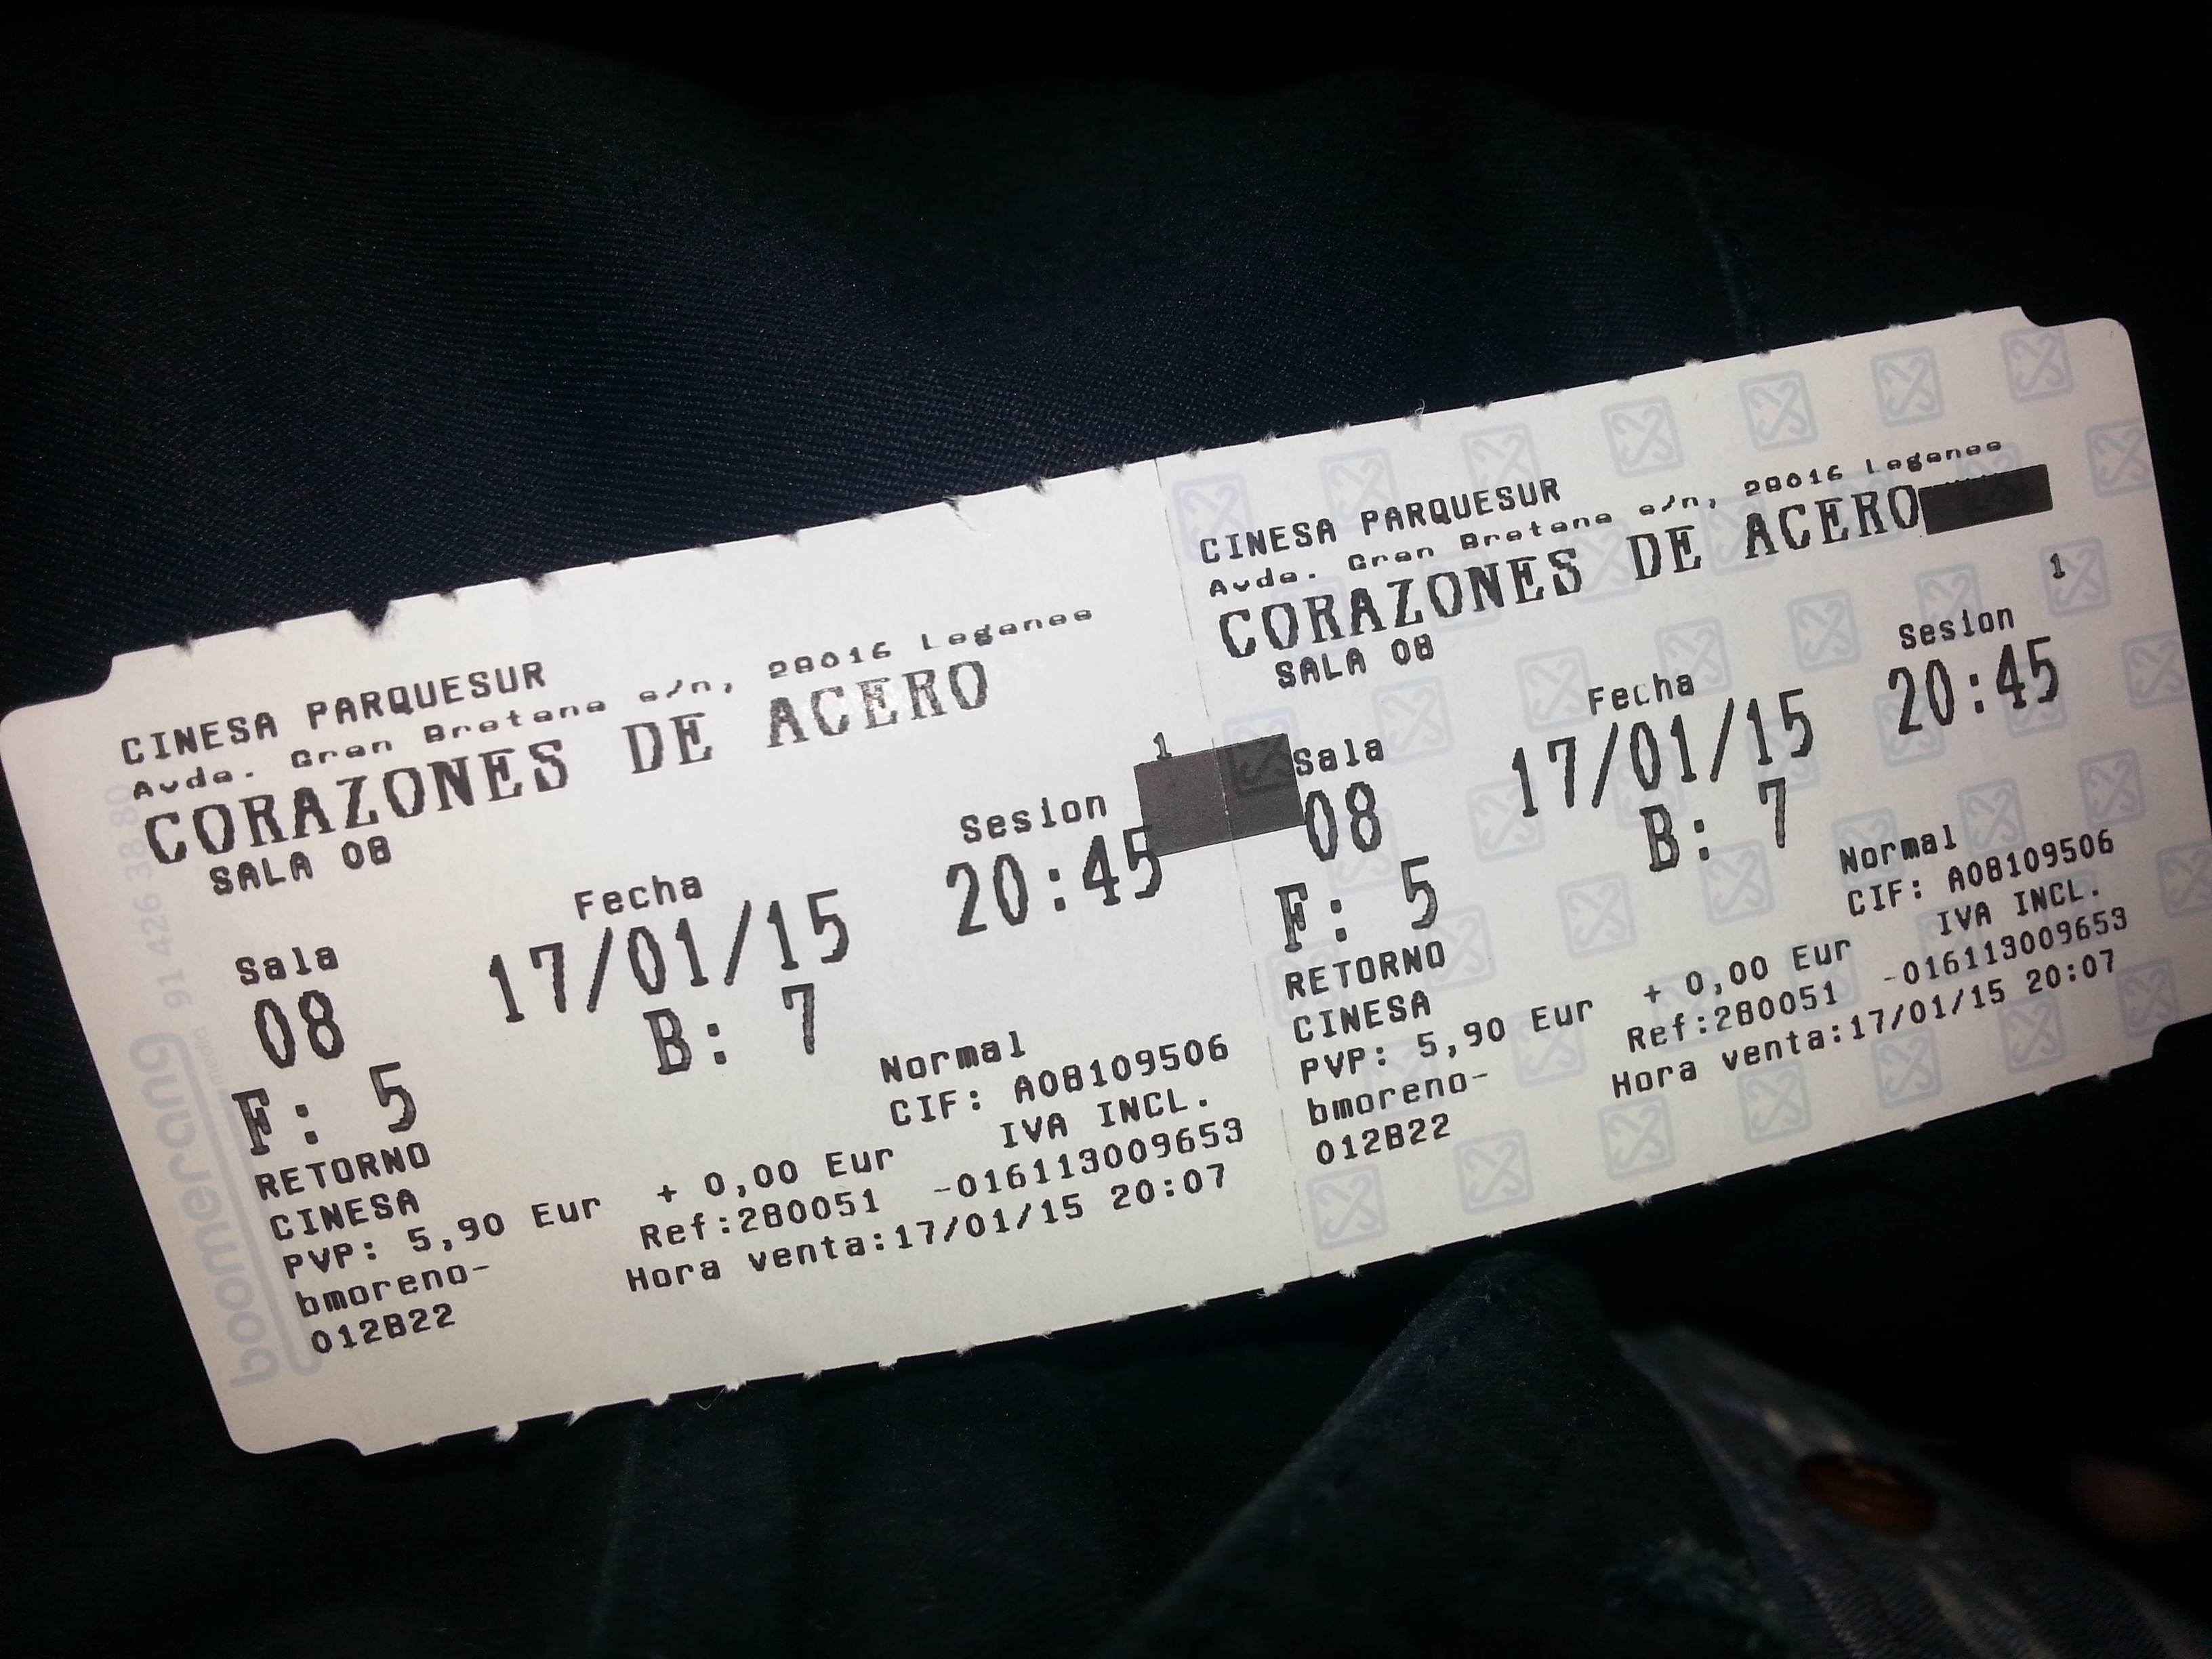 CINESA PARQUESUR
Avda. Gran Bretana s/n, 28016 Leganes
CORAZONES DE ACERO
SALA 08
1
Sala
Fecha
Sesion
08
17/01/15
20:45
F: 5
B: 7
RETORNO
Normal
CINESA
CIF: A08109506
PVP: 5,90 Eur + 0,00 Eur IVA INCL.
bmoreno-
Ref:280051 -016113009653
012B22
Hora venta:17/01/15 20:07
boomerang
media 91 426 38 80
CINESA PARQUESUR
Avda. Gran Bretana s/n, 28016 Leganes
CORAZONES DE ACERO
SALA 08
1
Sala
Fecha
Sesion
08
17/01/15
20:45
F: 5
B: 7
RETORNO
Normal
CINESA
CIF: A08109506
PVP: 5,90 Eur + 0,00 Eur IVA INCL.
bmoreno-
Ref:280051 -016113009653
012B22
Hora venta:17/01/15 20:07